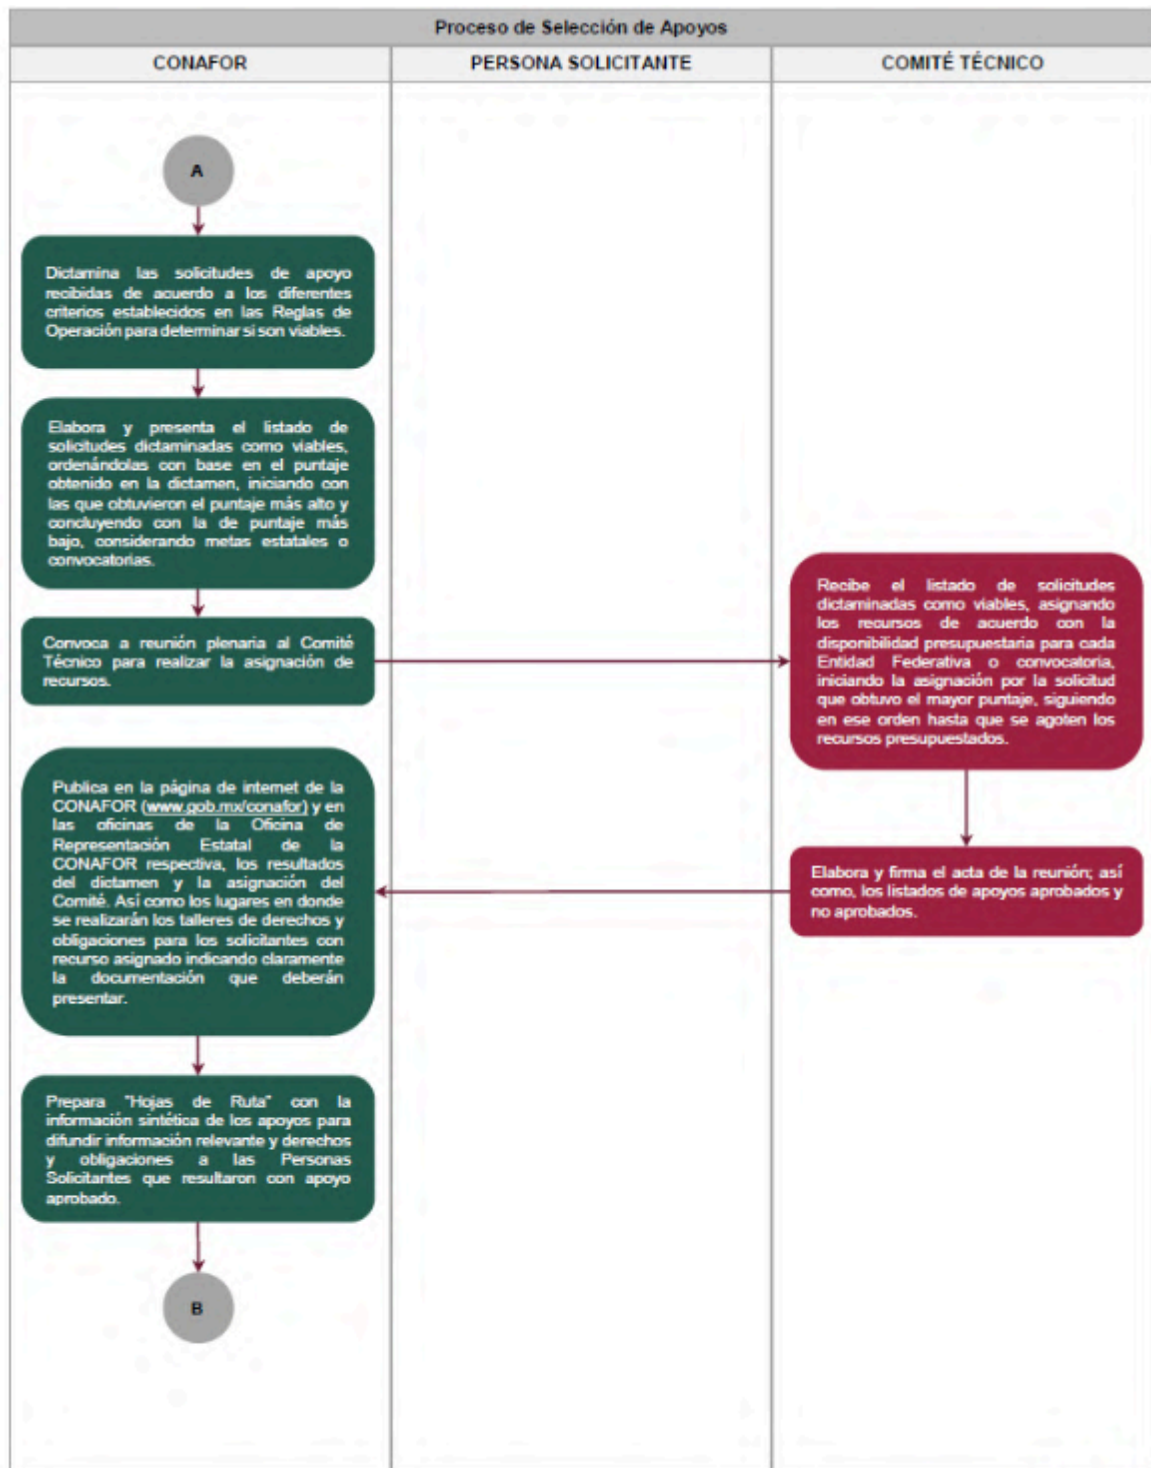 Proceso de Selección de Apoyos
CONAFOR
PERSONA SOLICITANTE
COMITÉ TÉCNICO
A
Dictamina las solicitudes de apoyo
recibidas de acuerdo a los diferentes
criterios establecidos en las Reglas de
Operación para determinar si son viables.
Elabora y presenta el listado de
solicitudes dictaminadas como viables,
ordenándolas con base en el puntaje
obtenido en la dictamen, iniciando con
las que obtuvieron el puntaje más alto y
concluyendo con la de puntaje más
bajo, considerando metas estatales o
convocatorias.
Convoca a reunión plenaria al Comité
Técnico para realizar la asignación de
recursos.
Recibe el listado de solicitudes
dictaminadas como viables, asignando
los recursos de acuerdo con la
disponibilidad presupuestaria para cada
Entidad Federativa o convocatoria,
iniciando la asignación por la solicitud
que obtuvo el mayor puntaje, siguiendo
en ese orden hasta que se agoten los
recursos presupuestados.
Elabora y firma el acta de la reunión; así
como, los listados de apoyos aprobados y
no aprobados.
Publica en la página de internet de la
CONAFOR (www.gob.mx/conafor) y en
las oficinas de la Oficina de
Representación Estatal de la
CONAFOR respectiva, los resultados
del dictamen y la asignación del
Comité. Así como los lugares en donde
se realizarán los talleres de derechos y
obligaciones para los solicitantes con
recurso asignado indicando claramente
la documentación que deberán
presentar.
Prepara "Hojas de Ruta" con la
información sintética de los apoyos para
difundir información relevante y derechos
y obligaciones a las Personas
Solicitantes que resultaron con apoyo
aprobado.
B